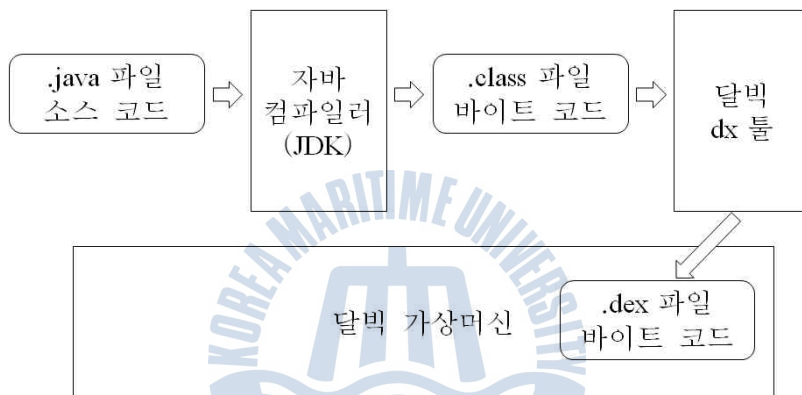 .java 파일
소스 코드
자바
컴파일러
(JDK)
.class 파일
바이트 코드
달빅
dx 툴
KOREA MARITIME UNIVERSITY
달빅 가상머신
.dex 파일
바이트 코드